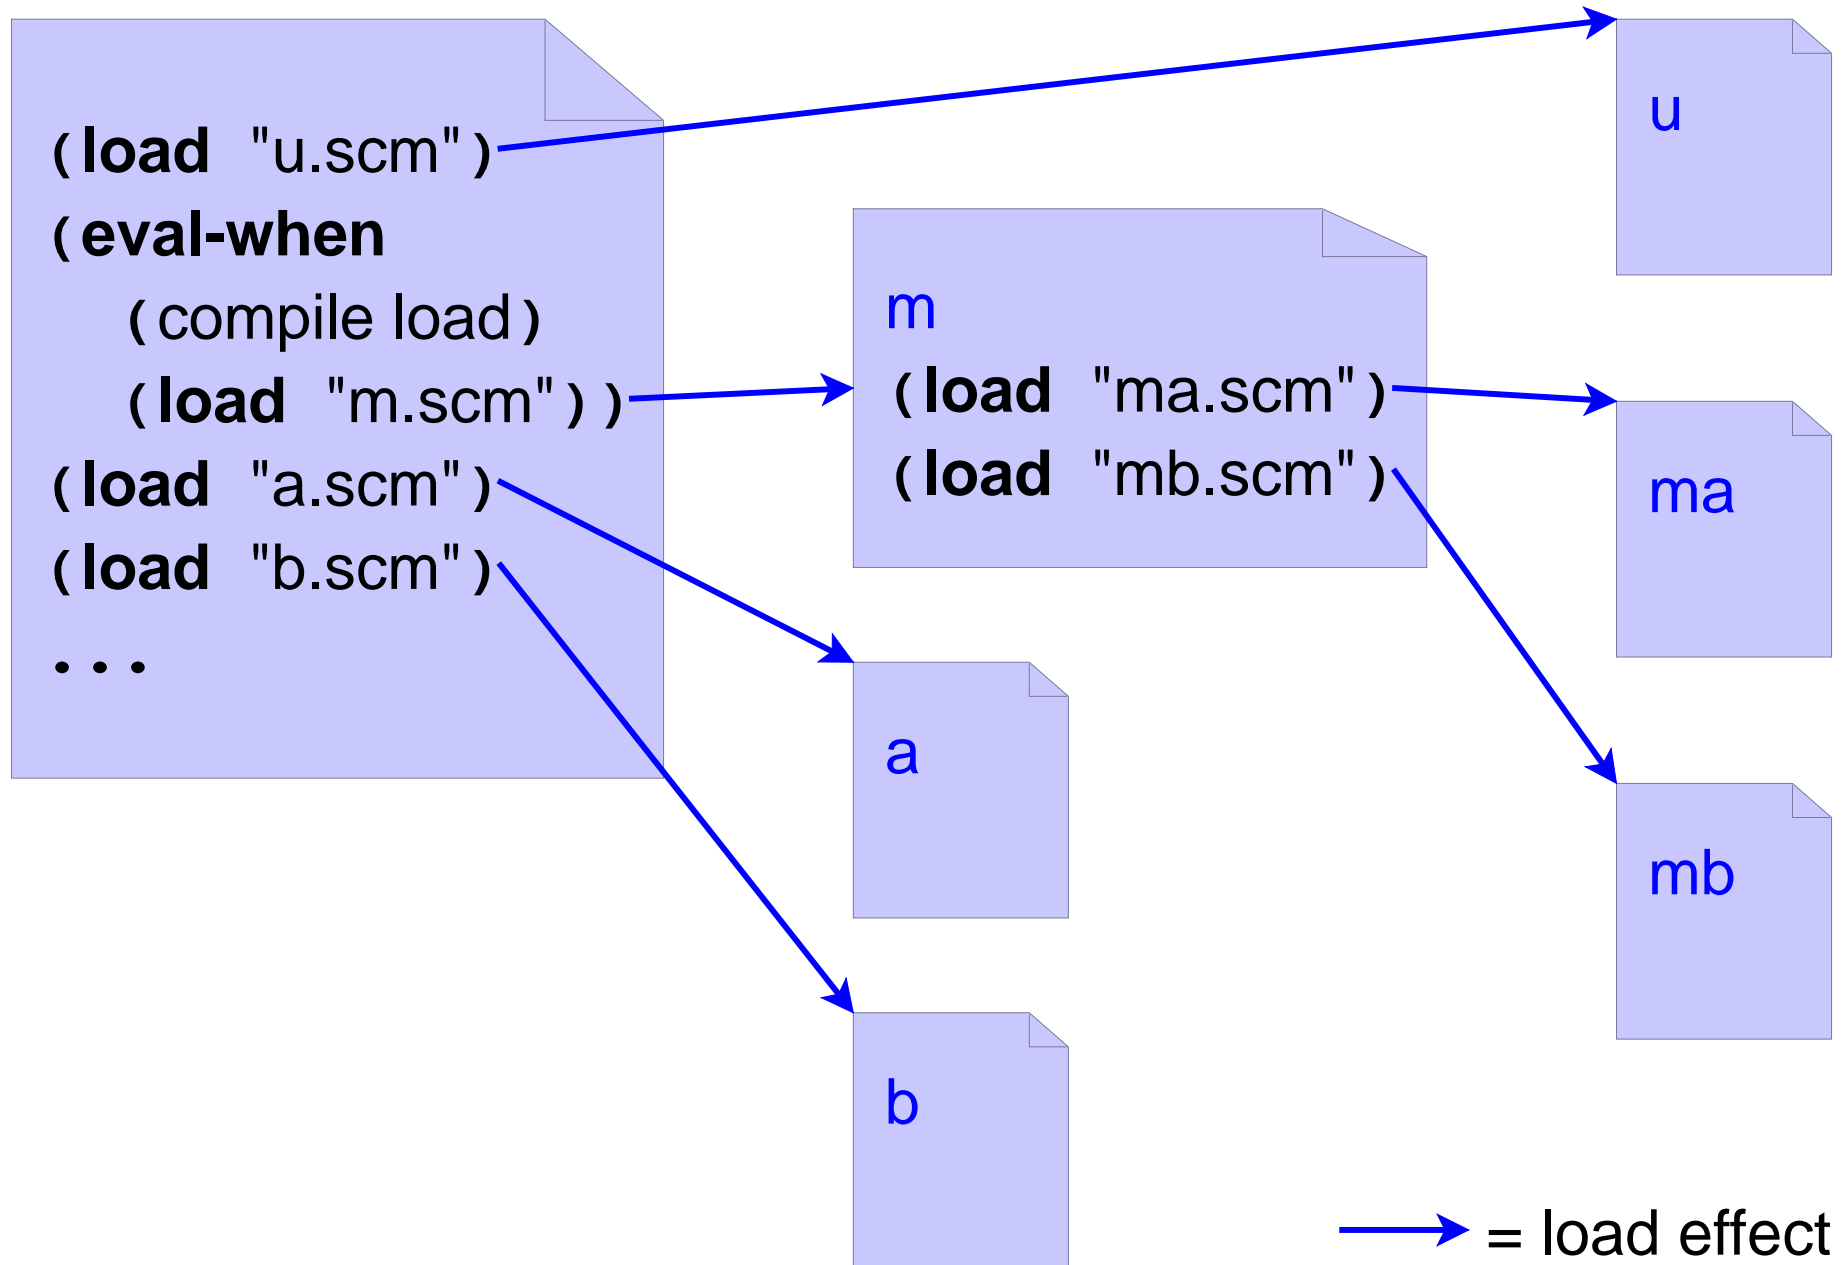 (load "u.scm")
(eval-when
(compile load)
(load "m.scm"))
(load "a.scm")
(load "b.scm")
...
m
(load "ma.scm")
(load "mb.scm")
u
ma
mb
a
b
= load effect